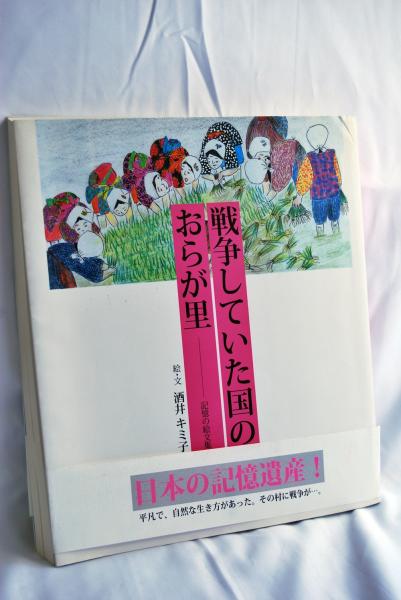 戦争していた国の
おらが里
記憶の絵文集
絵・文 酒井 キミ子
日本の記憶遺産!
平凡で、自然な生き方があった。その村に戦争が…。